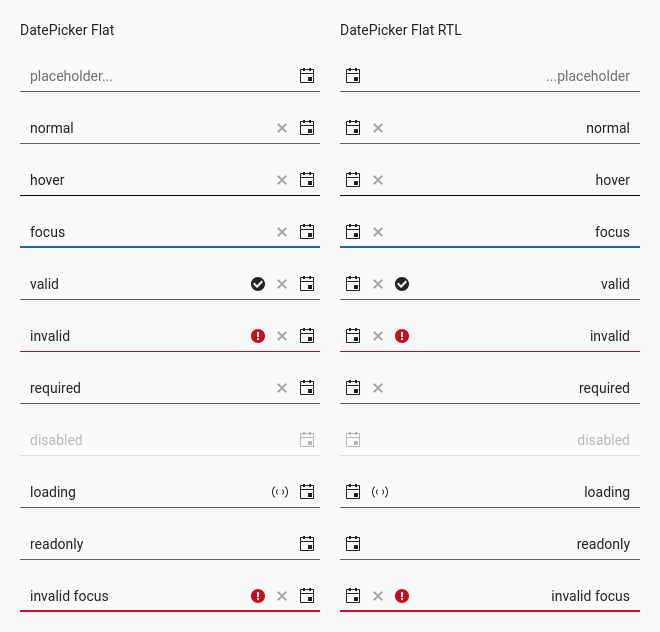 DatePicker Flat
placeholder...
normal
hover
focus
valid
invalid
required
disabled
loading
readonly
invalid focus
DatePicker Flat RTL
...placeholder
normal
hover
focus
valid
invalid
required
disabled
loading
readonly
invalid focus